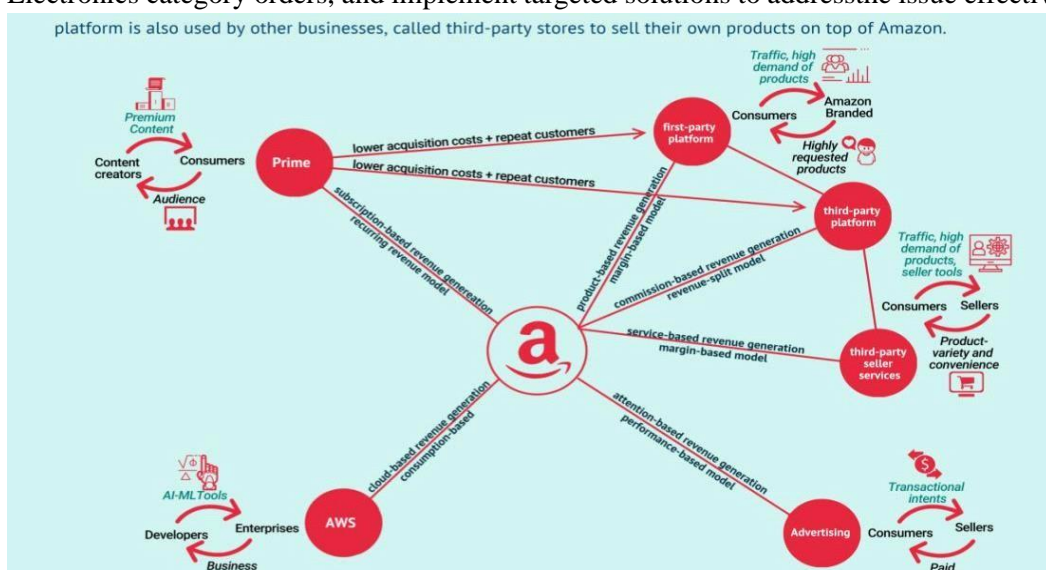 Electronics category orders, and implement targeted solutions to addressthe issue
platform is also used by other businesses, called third-party stores to sell their own products on top of Amazon.
Premium
Content
Content
creators
Consumers
Audience
Prime
lower acquisition costs + repeat customers
lower acquisition costs + repeat customers
subscription-based revenue genereation
recurring revenue model
first-party
platform
Traffic, high
demand of
products
Consumers
Amazon
Branded
Highly
requested
products
product-based revenue generation
margin-based model
third-party
platform
commission-based revenue generation
revenue-split model
Traffic, high
demand of
products,
seller tools
Consumers
Sellers
Product-
variety and
convenience
service-based revenue generation
margin-based model
third-party
seller
services
a
cloud-based revenue generation
consumption-based
attention-based revenue generation
performance-based model
AI-MLTools
Developers
Enterprises
Business
AWS
Advertising
$
Transactional
intents
Consumers
Sellers
Paid